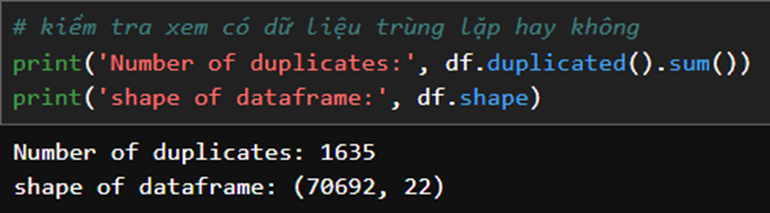 # kiểm tra xem có dữ liệu trùng lặp hay không
print('Number of duplicates:', df.duplicated().sum())
print('shape of dataframe:', df.shape)
Number of duplicates: 1635
shape of dataframe: (70692, 22)